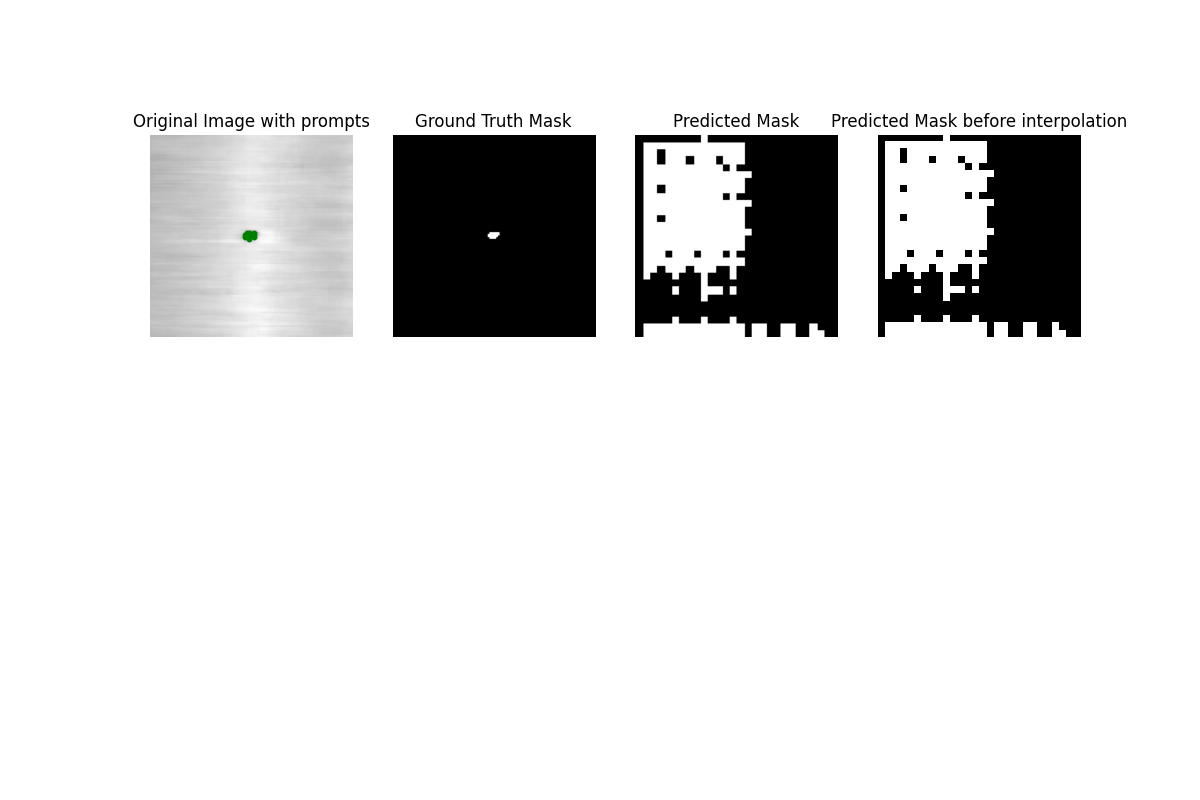 Original Image with prompts
Ground Truth Mask
Predicted Mask
Predicted Mask before interpolation